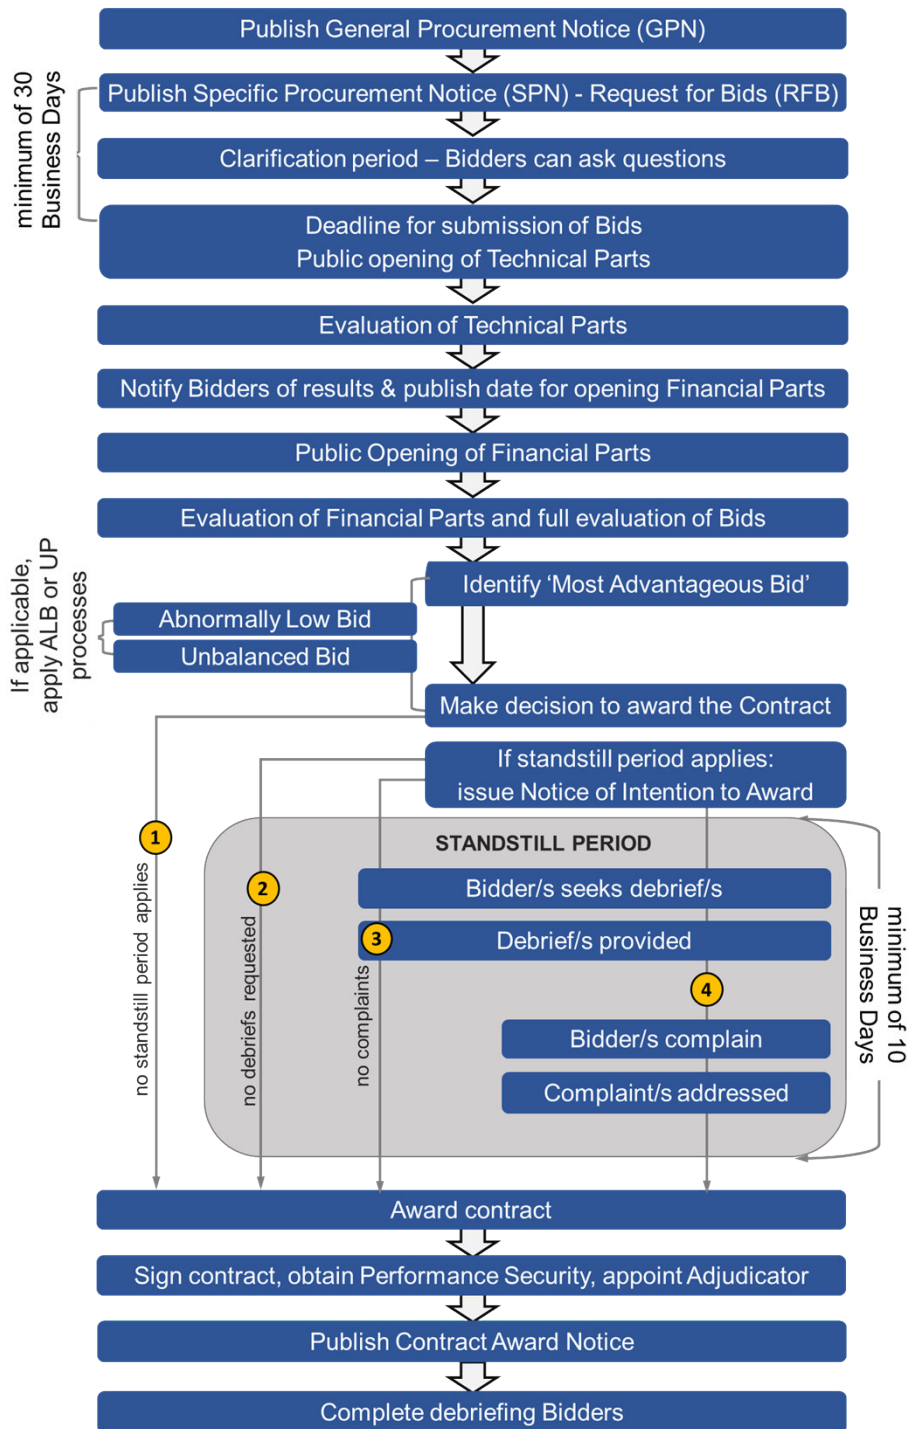 Publish General Procurement Notice (GPN)
minimum of 30
Business Days
Publish Specific Procurement Notice (SPN) - Request for Bids (RFB)
Clarification period – Bidders can ask questions
Deadline for submission of Bids
Public opening of Technical Parts
Evaluation of Technical Parts
Notify Bidders of results & publish date for opening Financial Parts
Public Opening of Financial Parts
Evaluation of Financial Parts and full evaluation of Bids
Identify ‘Most Advantageous Bid’
If applicable,
apply ALB or UP
processes
Abnormally Low Bid
Unbalanced Bid
Make decision to award the Contract
If standstill period applies:
issue Notice of Intention to Award
1
no standstill period applies
2
no debriefs requested
3
no complaints
STANDSTILL PERIOD
Bidder/s seeks debrief/s
Debrief/s provided
4
Bidder/s complain
Complaint/s addressed
minimum of 10
Business Days
Award contract
Sign contract, obtain Performance Security, appoint Adjudicator
Publish Contract Award Notice
Complete debriefing Bidders